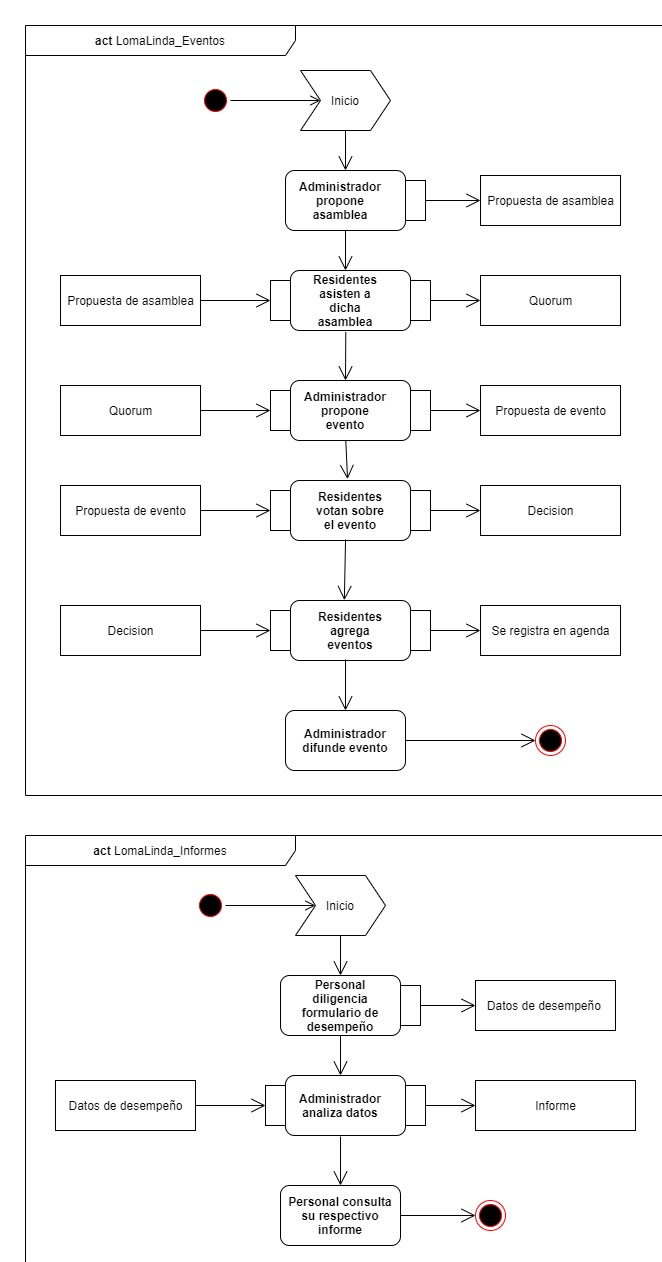 act LomaLinda_Eventos
Inicio
Administrador
propone
asamblea
Propuesta de asamblea
Propuesta de asamblea
Residentes
asisten a
dicha
asamblea
Quorum
Quorum
Administrador
propone
evento
Propuesta de evento
Propuesta de evento
Residentes
votan sobre
el evento
Decision
Decision
Residentes
agrega
eventos
Se registra en agenda
Administrador
difunde evento
act LomaLinda_Informes
Inicio
Personal
diligencia
formulario de
desempeño
Datos de desempeño
Datos de desempeño
Administrador
analiza datos
Informe
Personal consulta
su respectivo
informe